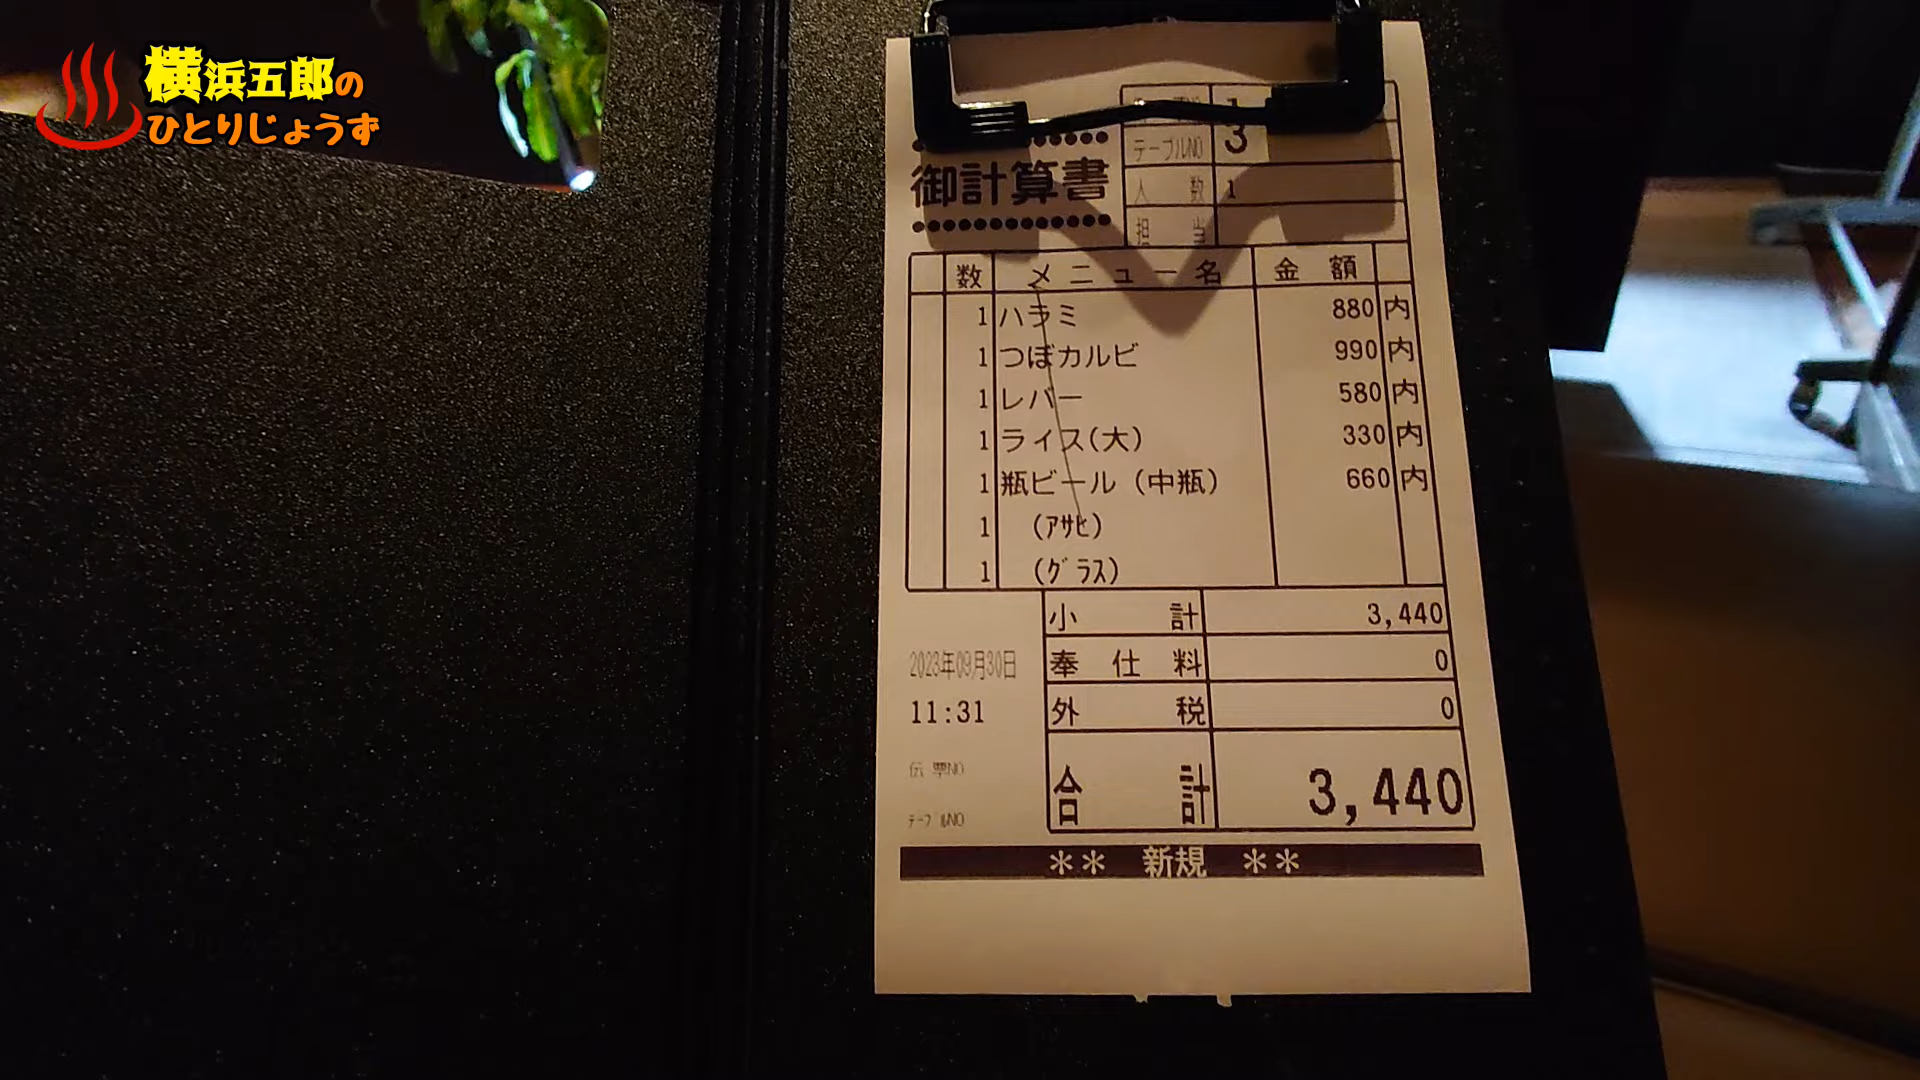 横浜五郎の
ひとりじょうず
テーブルNO 3
御計算書
人数 1
担当
数 メニュー名 金額
1 ハラミ 880 内
1 つぼカルビ 990 内
1 レバー 580 内
1 ライス(大) 330 内
1 瓶ビール（中瓶） 660 内
1 (ｱｻﾋ)
1 (ｸﾞﾗｽ)
小計 3,440
2023年09月30日
奉仕料 0
11:31
外税 0
伝票NO
合計 3,440
ﾃｰﾌﾞﾙNO
** 新規 **